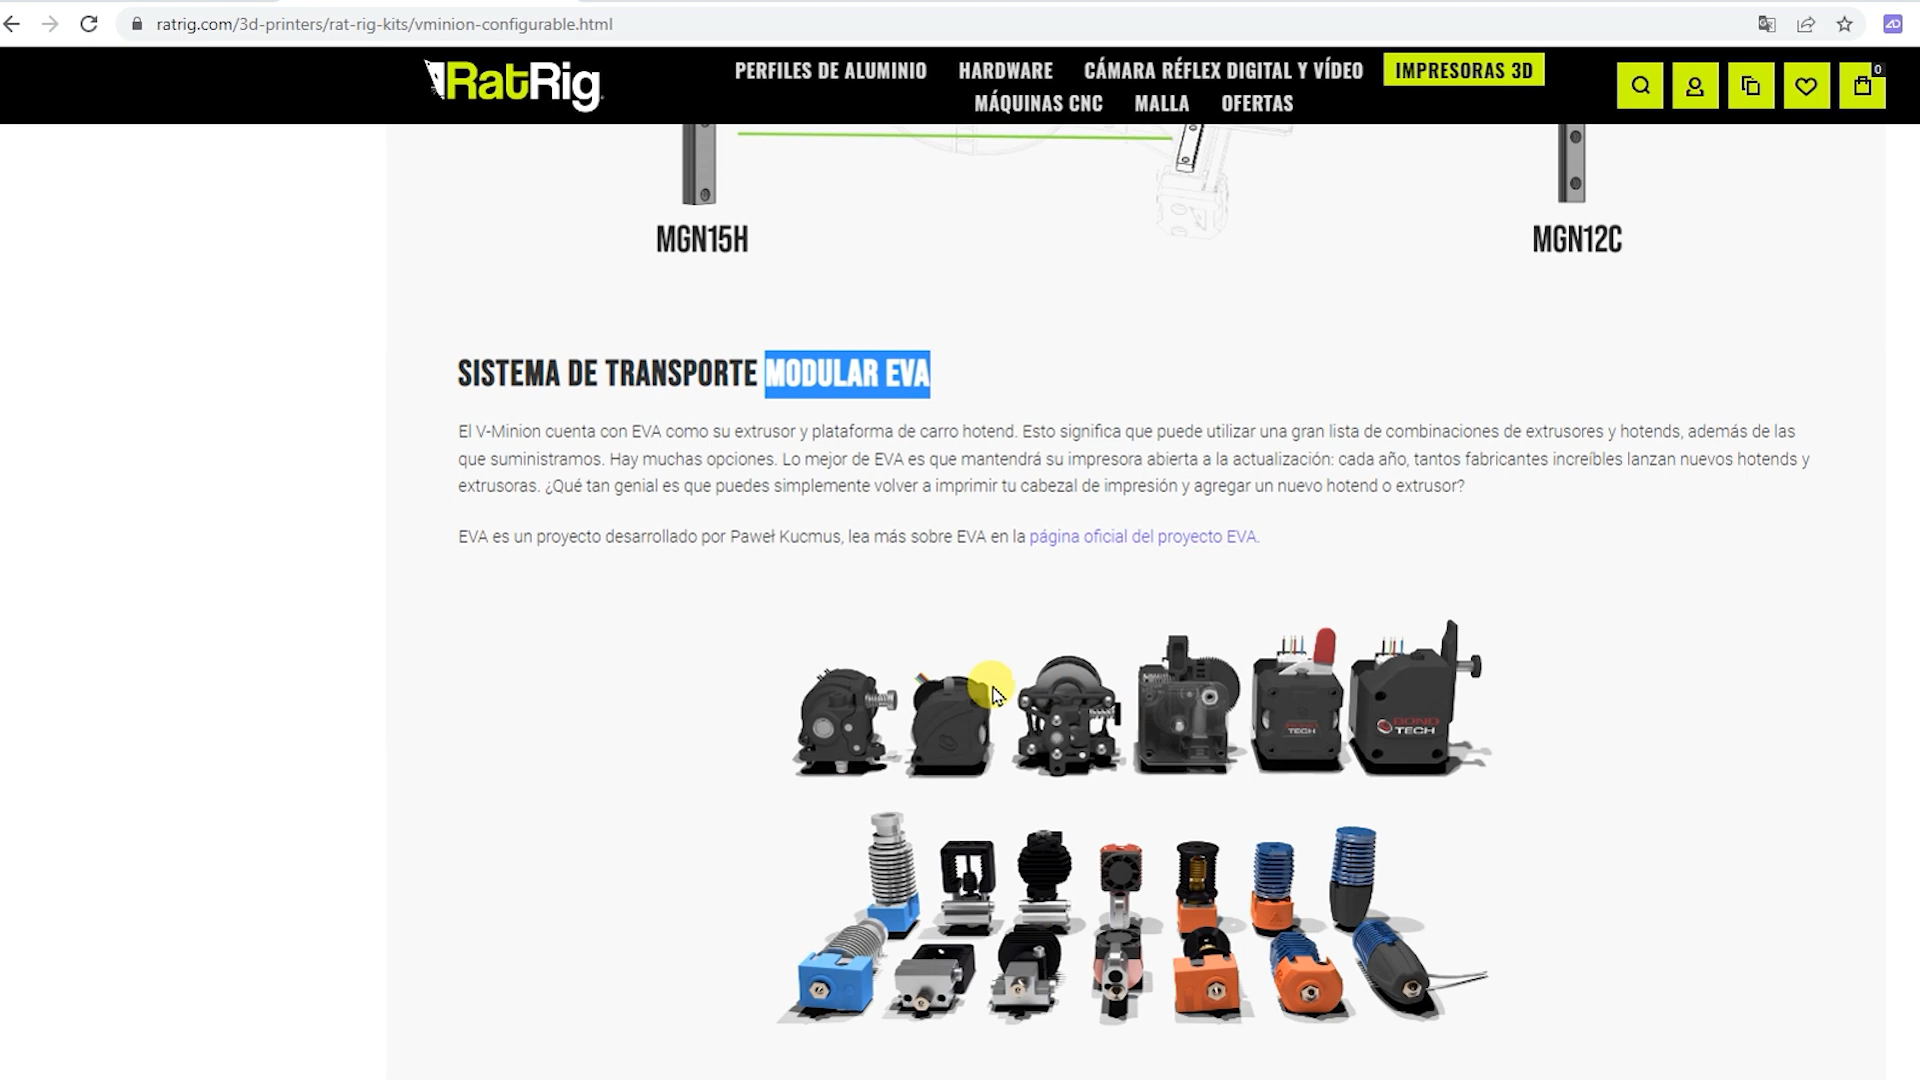 ratrig.com/3d-printers/rat-rig-kits/vminion-configurable.html
RatRig
PERFILES DE ALUMINIO HARDWARE CÁMARA RÉFLEX DIGITAL Y VÍDEO IMPRESORAS 3D
MÁQUINAS CNC MALLA OFERTAS
0
MGN15H MGN12C
SISTEMA DE TRANSPORTE MODULAR EVA
El V-Minion cuenta con EVA como su extrusor y plataforma de carro hotend. Esto significa que puede utilizar una gran lista de combinaciones de extrusores y hotends, además de las
que suministramos. Hay muchas opciones. Lo mejor de EVA es que mantendrá su impresora abierta a la actualización: cada año, tantos fabricantes increíbles lanzan nuevos hotends y
extrusoras. ¿Qué tan genial es que puedes simplemente volver a imprimir tu cabezal de impresión y agregar un nuevo hotend o extrusor?
EVA es un proyecto desarrollado por Paweł Kucmus, lea más sobre EVA en la página oficial del proyecto EVA.
BOND
TECH
TECH